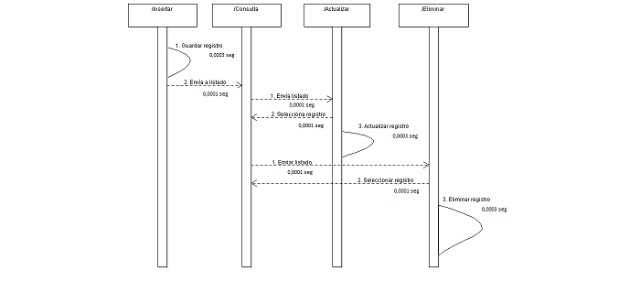 /Insertar
/Consulta
/Actualizar
/Eliminar
1. Guardar registro
0,0003 seg
2. Envía a listado
0,0001 seg
1. Envía listado
0,0001 seg
2. Selecciona registro
0,0001 seg
3. Actualizar registro
0,0003 seg
1. Enviar listado
0,0001 seg
2. Seleccionar registro
0,0001 seg
3. Eliminar registro
0,0003 seg